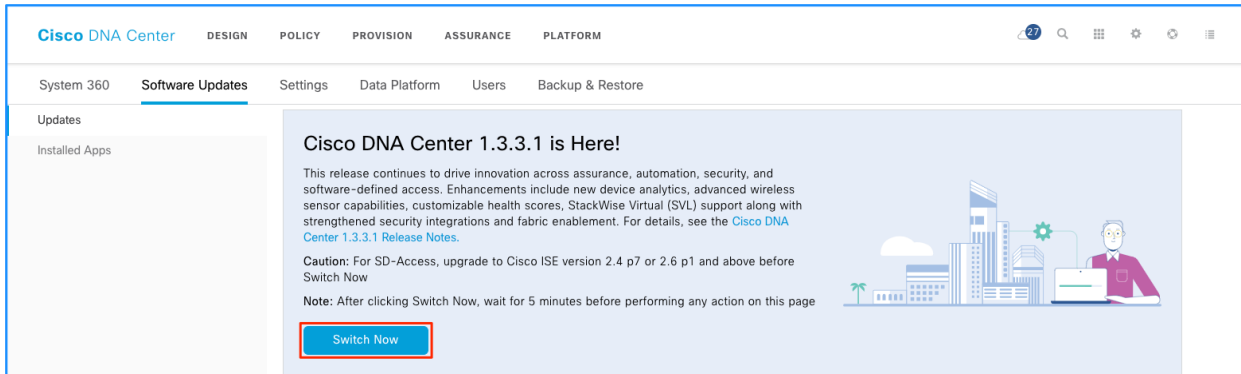 Cisco DNA Center DESIGN POLICY PROVISION ASSURANCE PLATFORM 27
System 360 Software Updates Settings Data Platform Users Backup & Restore
Updates
Installed Apps
Cisco DNA Center 1.3.3.1 is Here!
This release continues to drive innovation across assurance, automation, security, and
software-defined access. Enhancements include new device analytics, advanced wireless
sensor capabilities, customizable health scores, StackWise Virtual (SVL) support along with
strengthened security integrations and fabric enablement. For details, see the Cisco DNA
Center 1.3.3.1 Release Notes.
Caution: For SD-Access, upgrade to Cisco ISE version 2.4 p7 or 2.6 p1 and above before
Switch Now
Note: After clicking Switch Now, wait for 5 minutes before performing any action on this page
Switch Now